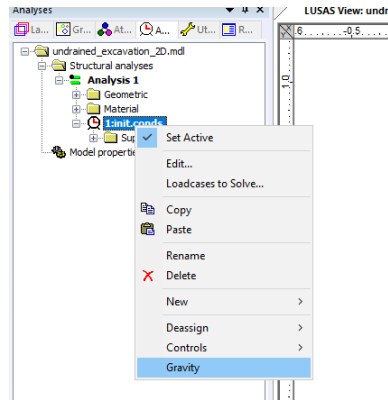 Analyses
La...
Gr...
At...
A...
Ut...
R...
LUSAS View: undr
undrained_excavation_2D.mdl
Structural analyses
Analysis 1
Geometric
Material
1:init conds
Sup
Model propertie
Set Active
Edit...
Loadcases to Solve...
Copy
Paste
Rename
Delete
New
Deassign
Controls
Gravity
.6 . . . . . . . -0.5 . . . .
1.0